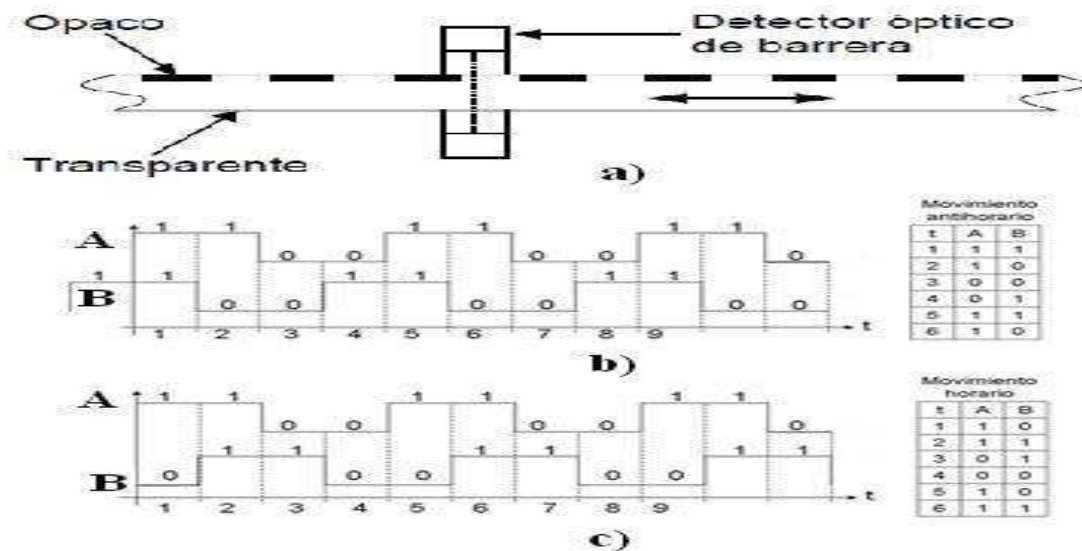 Opaco
Detector óptico
de barrera
Transparente
a)
A
1 1 0 0 1 1 0 0 1 1 0
B
1 1 0 0 1 1 0 0 1 1 0 0
1 2 3 4 5 6 7 8 9
t
b)
Movimiento
antihorario
t A B
1 1 1
2 1 0
3 0 0
4 0 1
5 1 1
6 1 0
A
1 1 0 0 1 1 0 0 1 1 0
B
0 1 1 0 0 1 1 0 0 1 1
1 2 3 4 5 6 7 8 9
t
c)
Movimiento
horario
t A B
1 1 0
2 1 1
3 0 1
4 0 0
5 1 0
6 1 1